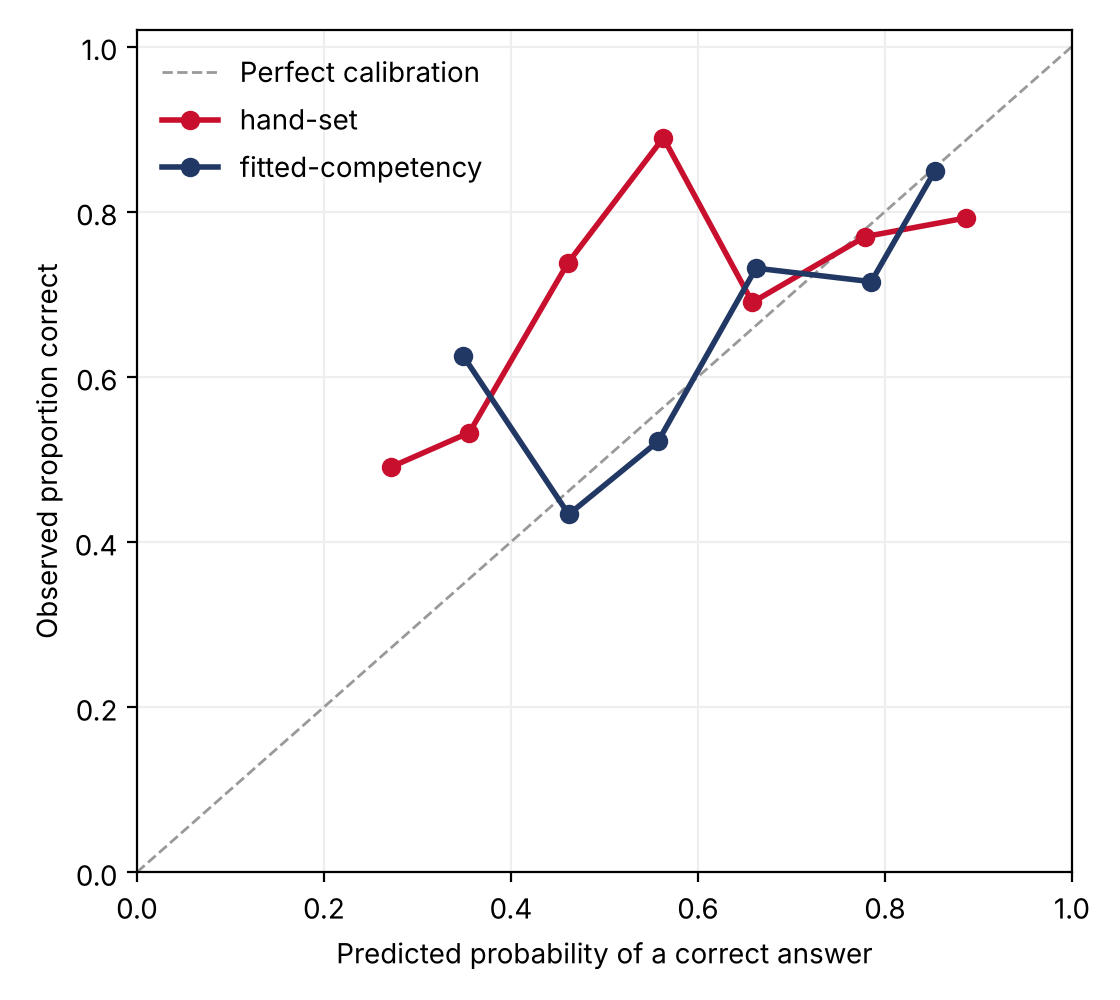 Perfect calibration
hand-set
fitted-competency
1.0
0.8
0.6
0.4
0.2
0.0
0.0 0.2 0.4 0.6 0.8 1.0
Predicted probability of a correct answer
Observed proportion correct